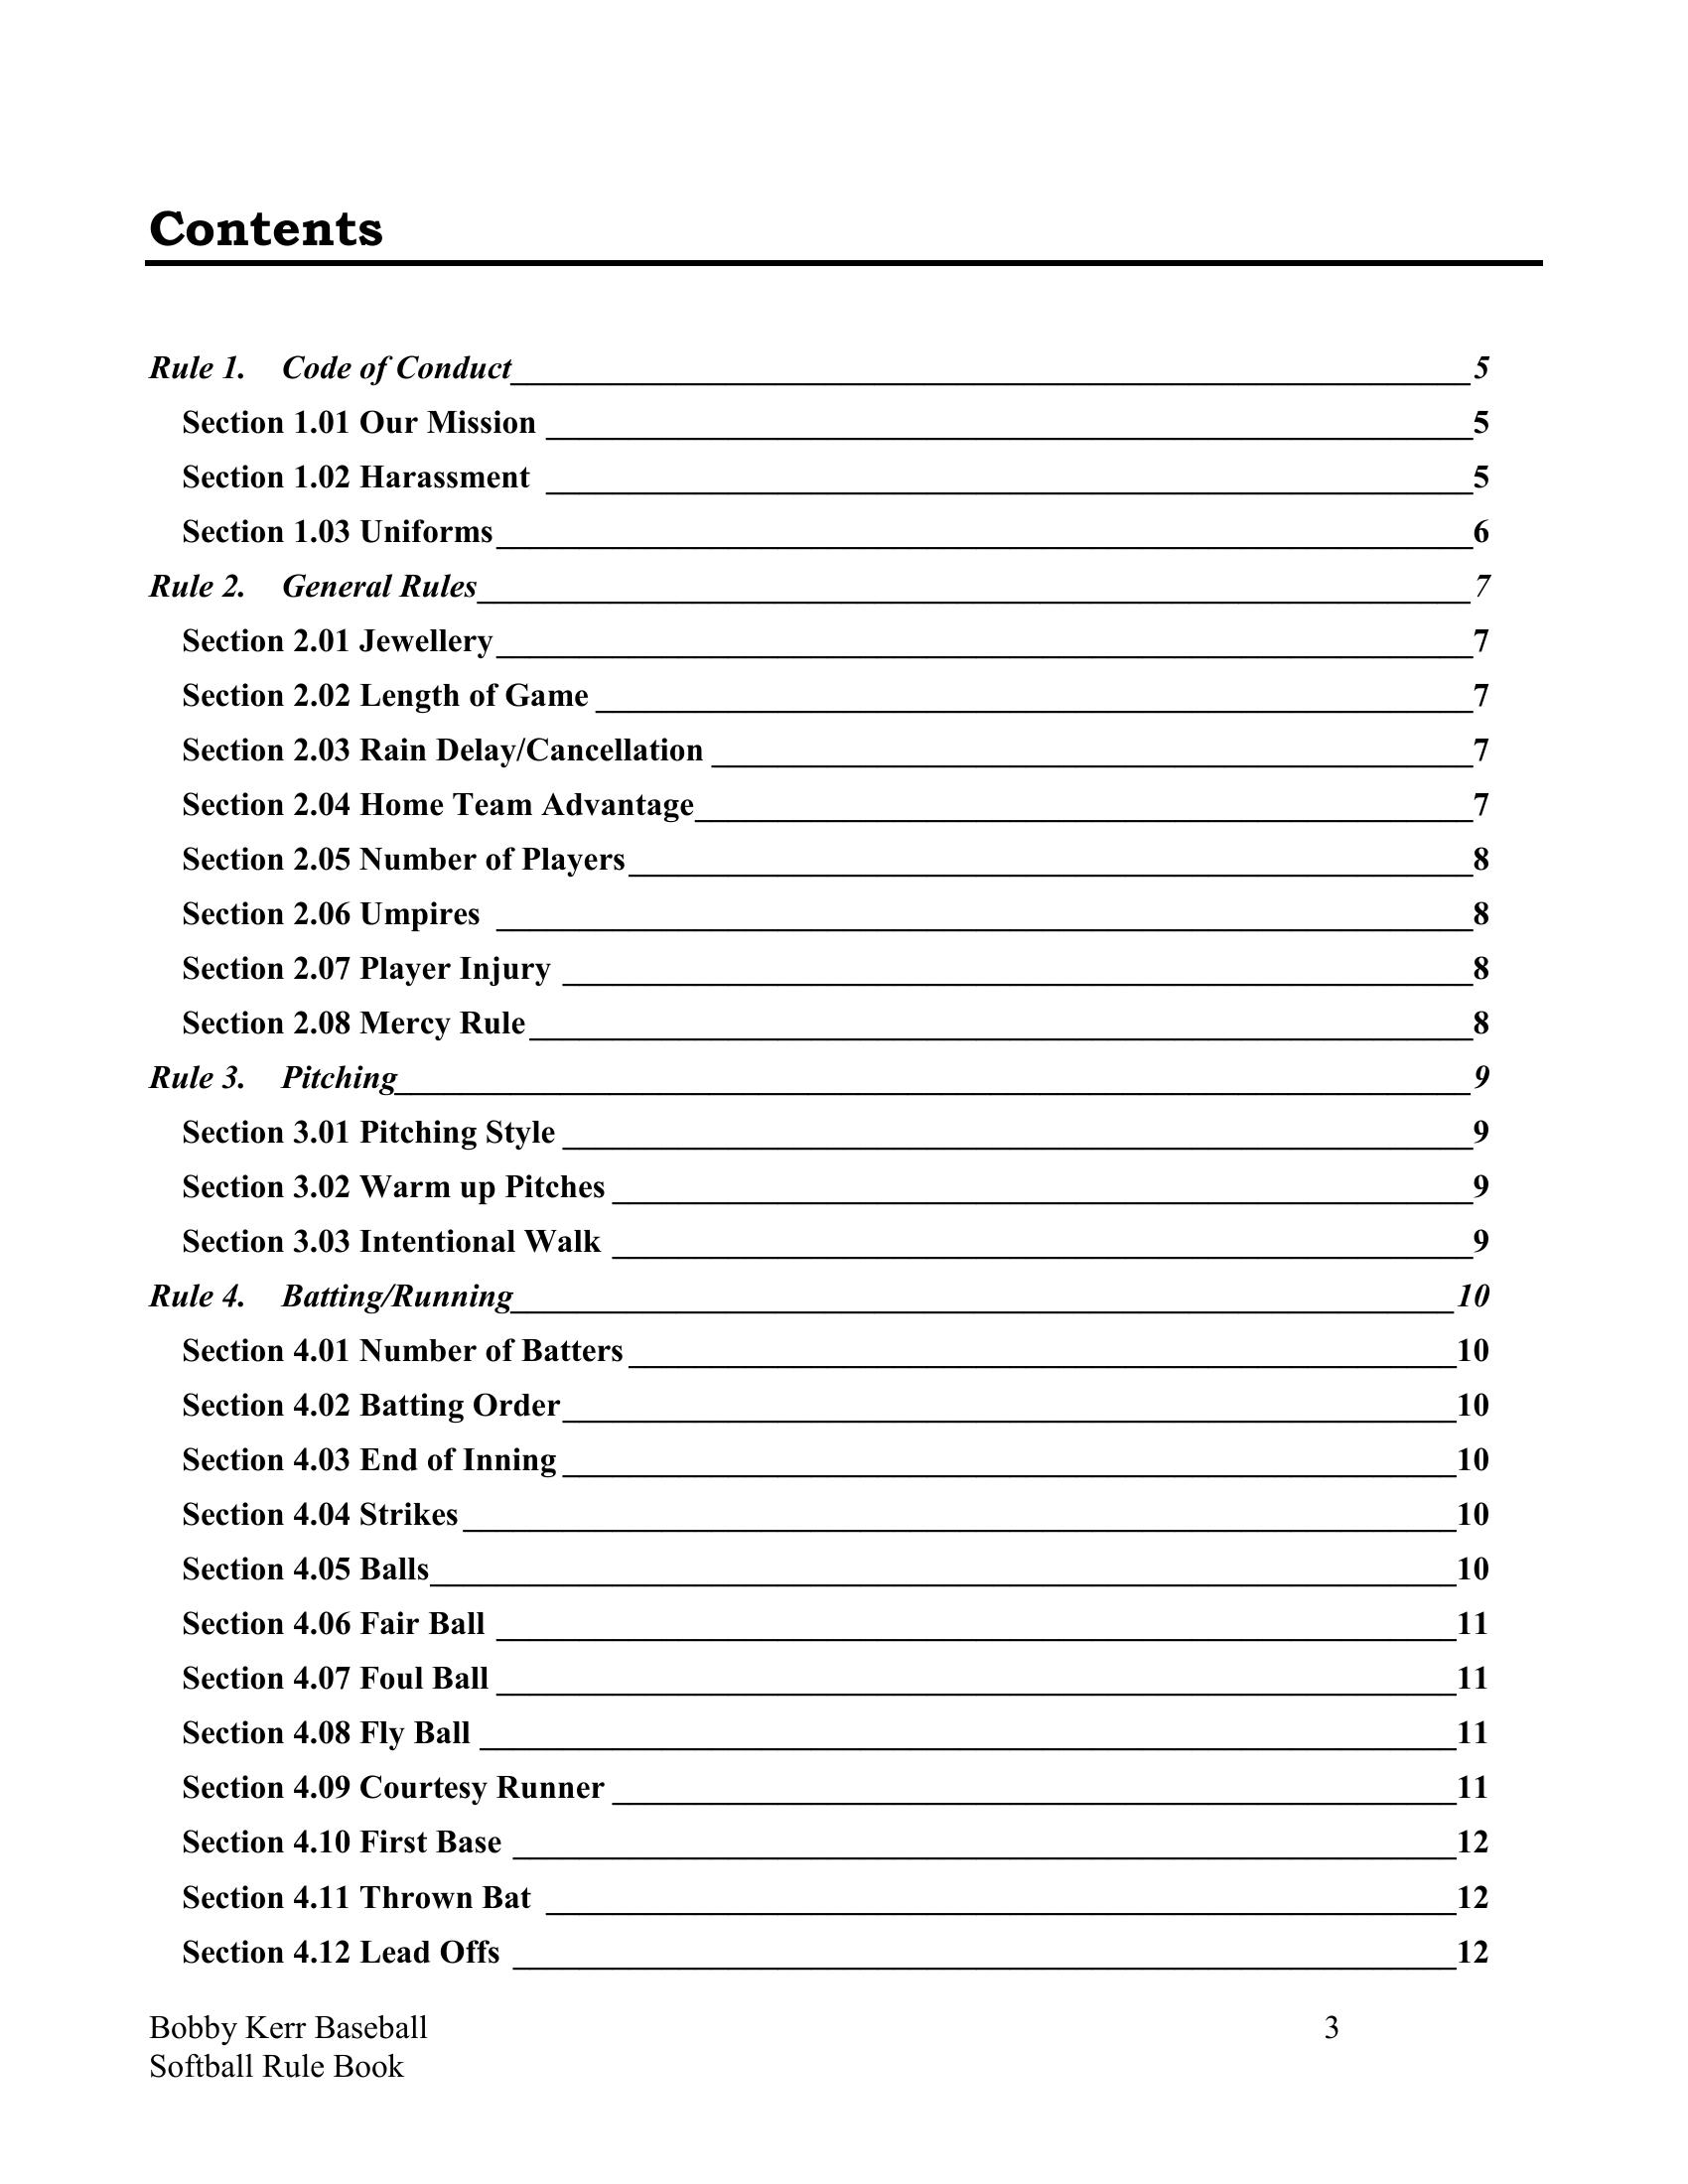 Contents
Rule 1. Code of Conduct 5
Section 1.01 Our Mission 5
Section 1.02 Harassment 5
Section 1.03 Uniforms 6
Rule 2. General Rules 7
Section 2.01 Jewellery 7
Section 2.02 Length of Game 7
Section 2.03 Rain Delay/Cancellation 7
Section 2.04 Home Team Advantage 7
Section 2.05 Number of Players 8
Section 2.06 Umpires 8
Section 2.07 Player Injury 8
Section 2.08 Mercy Rule 8
Rule 3. Pitching 9
Section 3.01 Pitching Style 9
Section 3.02 Warm up Pitches 9
Section 3.03 Intentional Walk 9
Rule 4. Batting/Running 10
Section 4.01 Number of Batters 10
Section 4.02 Batting Order 10
Section 4.03 End of Inning 10
Section 4.04 Strikes 10
Section 4.05 Balls 10
Section 4.06 Fair Ball 11
Section 4.07 Foul Ball 11
Section 4.08 Fly Ball 11
Section 4.09 Courtesy Runner 11
Section 4.10 First Base 12
Section 4.11 Thrown Bat 12
Section 4.12 Lead Offs 12
Bobby Kerr Baseball 3
Softball Rule Book